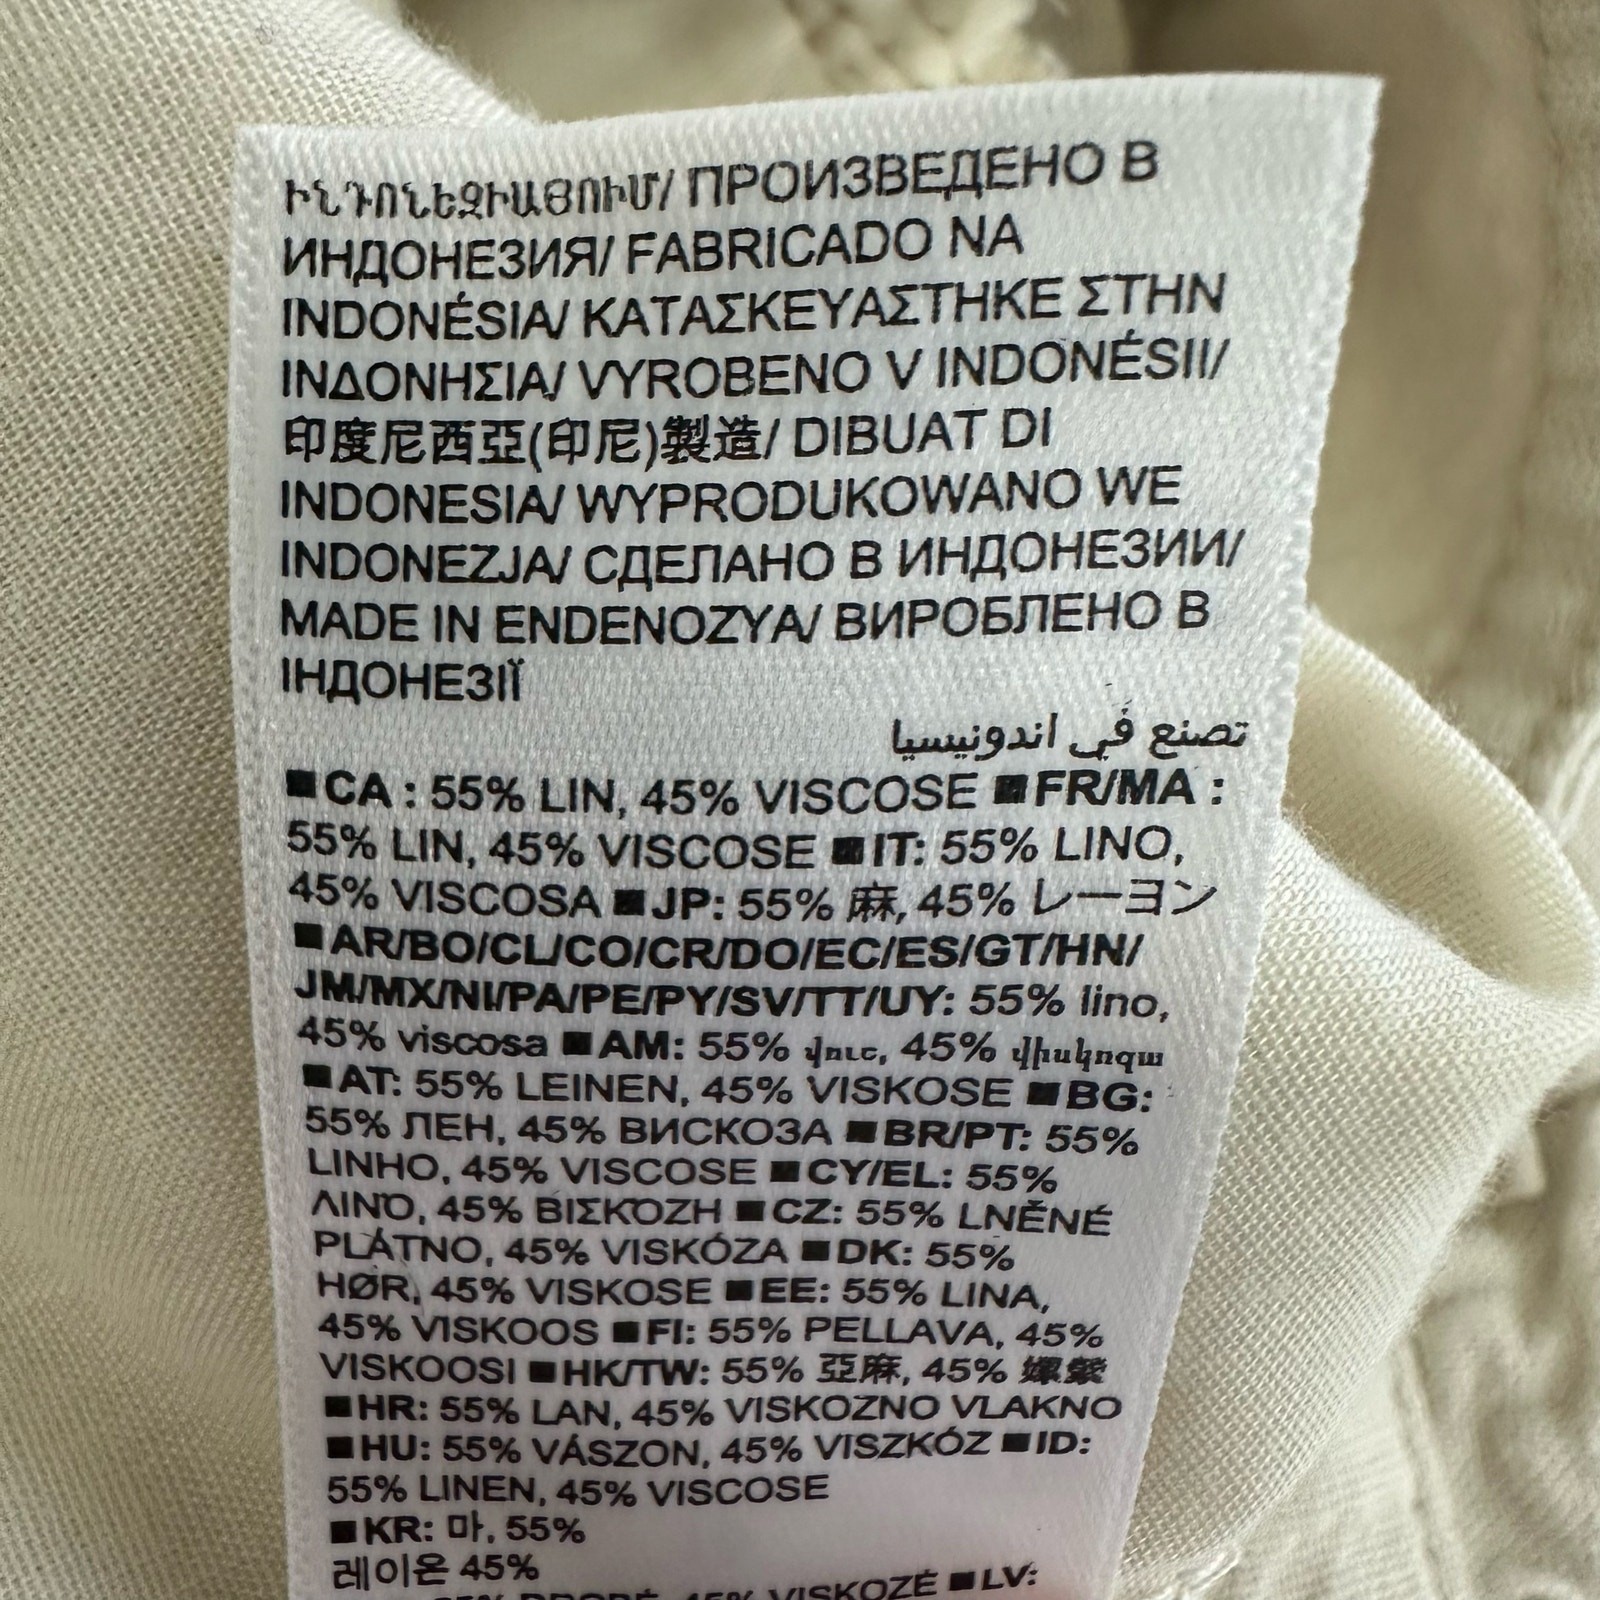 ԻՆԴՈՆԵԶԻԱՅՈՒՄ/ ПРОИЗВЕДЕНО В
ИНДОНЕЗИЯ/ FABRICADO NA
INDONÉSIA/ ΚΑΤΑΣΚΕΥΑΣΤΗΚΕ ΣΤΗΝ
ΙΝΔΟΝΗΣΙΑ/ VYROBENO V INDONÉSII/
印度尼西亞(印尼)製造/ DIBUAT DI
INDONESIA/ WYPRODUKOWANO WE
INDONEZJA/ СДЕЛАНО В ИНДОНЕЗИИ/
MADE IN ENDENOZYA/ ВИРОБЛЕНО В
ІНДОНЕЗІЇ
تصنع في اندونيسيا
■CA : 55% LIN, 45% VISCOSE ■FR/MA :
55% LIN, 45% VISCOSE ■IT: 55% LINO,
45% VISCOSA ■JP: 55% 麻, 45% レーヨン
■AR/BO/CL/CO/CR/DO/EC/ES/GT/HN/
JM/MX/NI/PA/PE/PY/SV/TT/UY: 55% lino,
45% viscosa ■AM: 55% վուշ, 45% վիսկոզա
■AT: 55% LEINEN, 45% VISKOSE ■BG:
55% ЛЕН, 45% ВИСКОЗА ■BR/PT: 55%
LINHO, 45% VISCOSE ■CY/EL: 55%
ΛΙΝΌ, 45% ΒΙΣΚΌΖΗ ■CZ: 55% LNĚNÉ
PLÁTNO, 45% VISKÓZA ■DK: 55%
HØR, 45% VISKOSE ■EE: 55% LINA,
45% VISKOOS ■FI: 55% PELLAVA, 45%
VISKOOSI ■HK/TW: 55% 亞麻, 45% 嫘縈
■HR: 55% LAN, 45% VISKOZNO VLAKNO
■HU: 55% VÁSZON, 45% VISZKÓZ ■ID:
55% LINEN, 45% VISCOSE
■KR: 마, 55%
레이온 45%
45% VISKOZĖ ■LV: